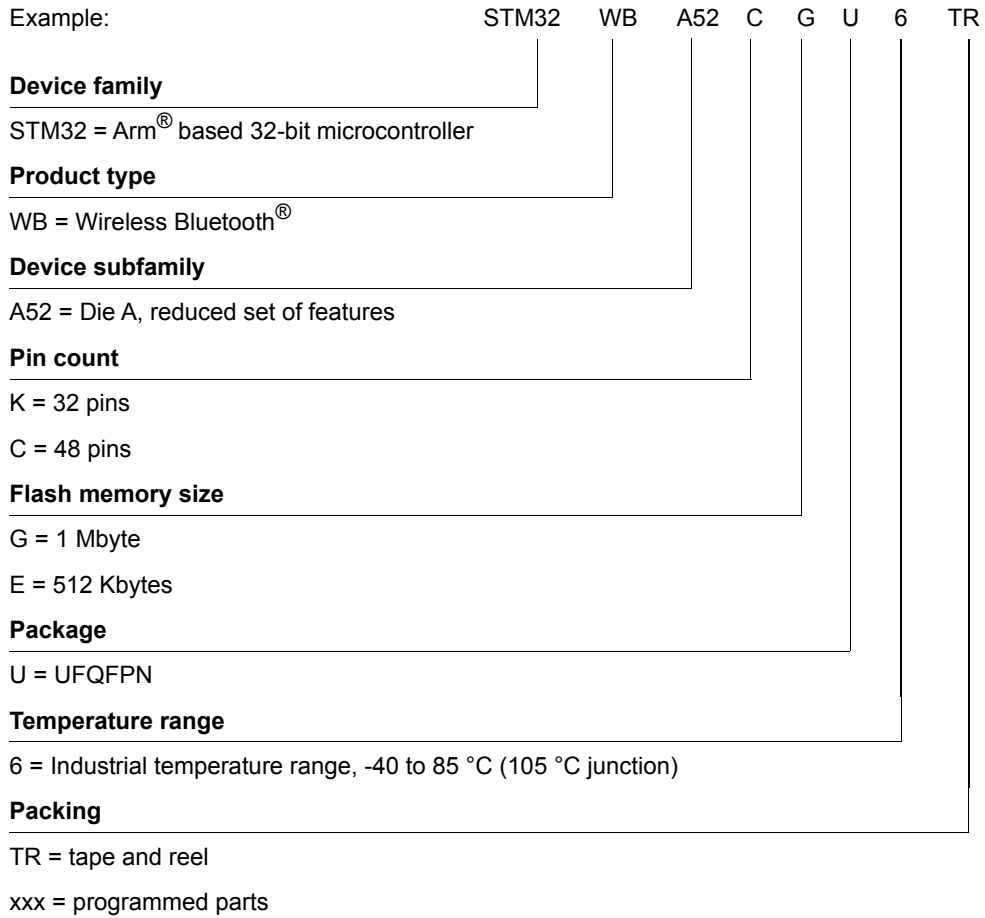 Example: STM32 WB A52 C G U 6 TR
Device family
STM32 = Arm® based 32-bit microcontroller
Product type
WB = Wireless Bluetooth®
Device subfamily
A52 = Die A, reduced set of features
Pin count
K = 32 pins
C = 48 pins
Flash memory size
G = 1 Mbyte
E = 512 Kbytes
Package
U = UFQFPN
Temperature range
6 = Industrial temperature range, -40 to 85 °C (105 °C junction)
Packing
TR = tape and reel
xxx = programmed parts